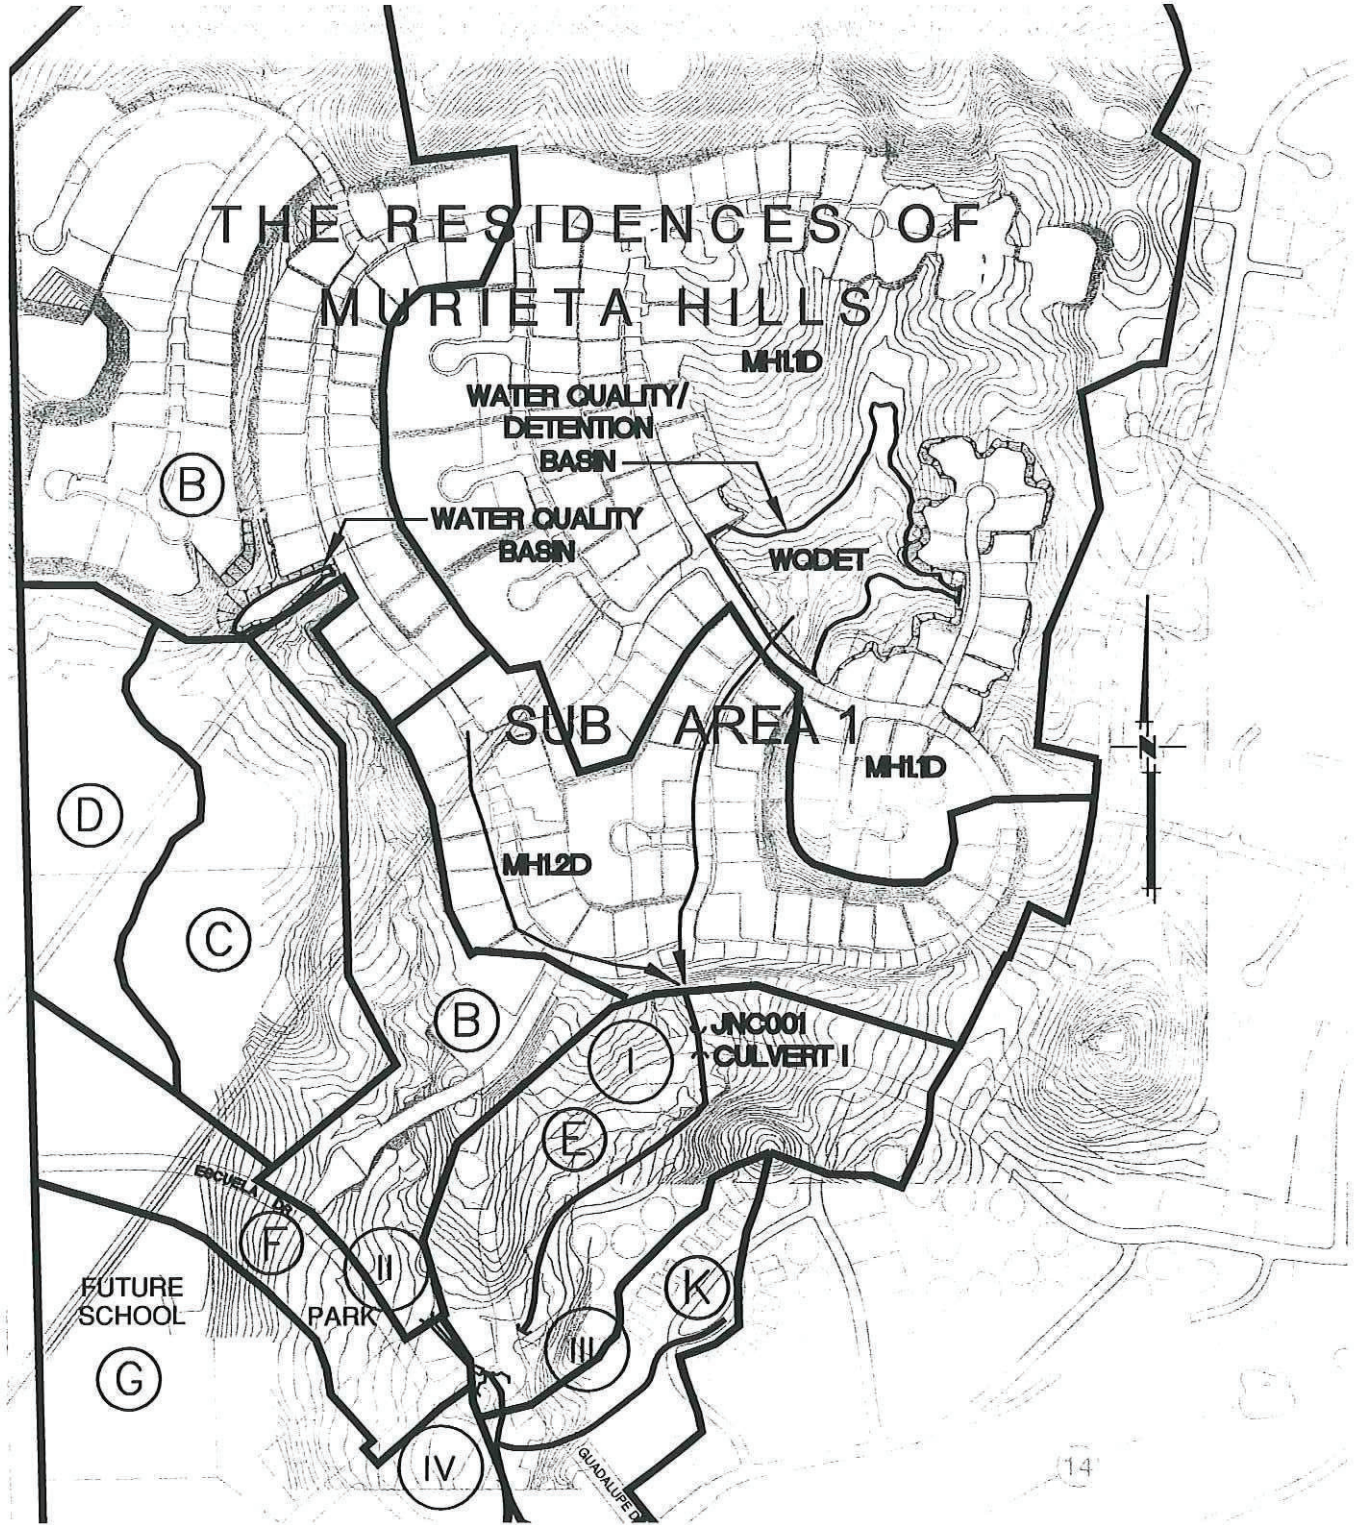 THE RESIDENCES OF
MURIETA HILLS
MH1.1D
WATER QUALITY/
DETENTION
BASIN
B
WATER QUALITY
BASIN
WQDET
SUB AREA 1
N
MH1.1D
D
MH1.2D
C
B
JNC001
CULVERT I
I
E
ESCUELA DR
F
II
K
FUTURE
SCHOOL
PARK
III
G
IV
GUADALUPE D
14